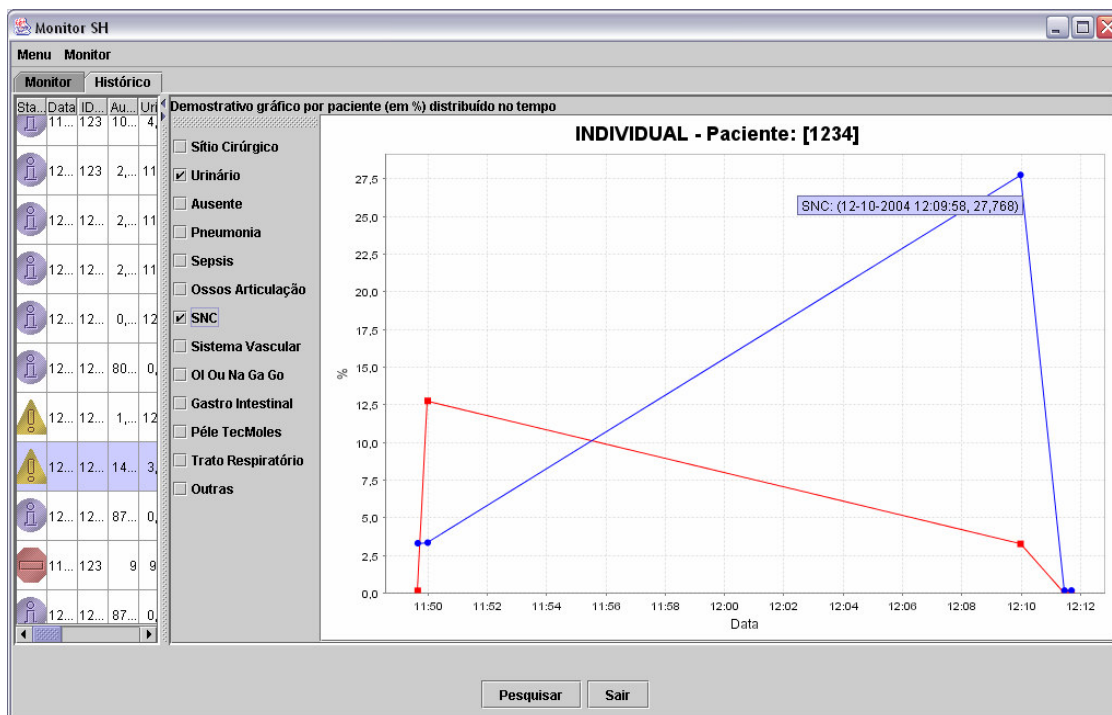 Monitor SH
Menu Monitor
Monitor Histórico
Sta... Data ID... Au... Uri
11... 123 10... 4,
12... 123 2,... 11
12... 12... 2,... 11
12... 12... 2,... 11
12... 12... 0,... 12
12... 12... 80... 0,
12... 12... 1,... 12
12... 12... 14... 3,
12... 12... 87... 0,
11... 123 9 9
12... 12... 87... 0,
Demostrativo gráfico por paciente (em %) distribuído no tempo
Sítio Cirúrgico
Urinário
Ausente
Pneumonia
Sepsis
Ossos Articulação
SNC
Sistema Vascular
Ol Ou Na Ga Go
Gastro Intestinal
Péle TecMoles
Trato Respiratório
Outras
INDIVIDUAL - Paciente: [1234]
27,5
25,0
22,5
20,0
17,5
15,0
12,5
10,0
7,5
5,0
2,5
0,0
%
SNC: (12-10-2004 12:09:58, 27,768)
11:50 11:52 11:54 11:56 11:58 12:00 12:02 12:04 12:06 12:08 12:10 12:12
Data
Pesquisar Sair